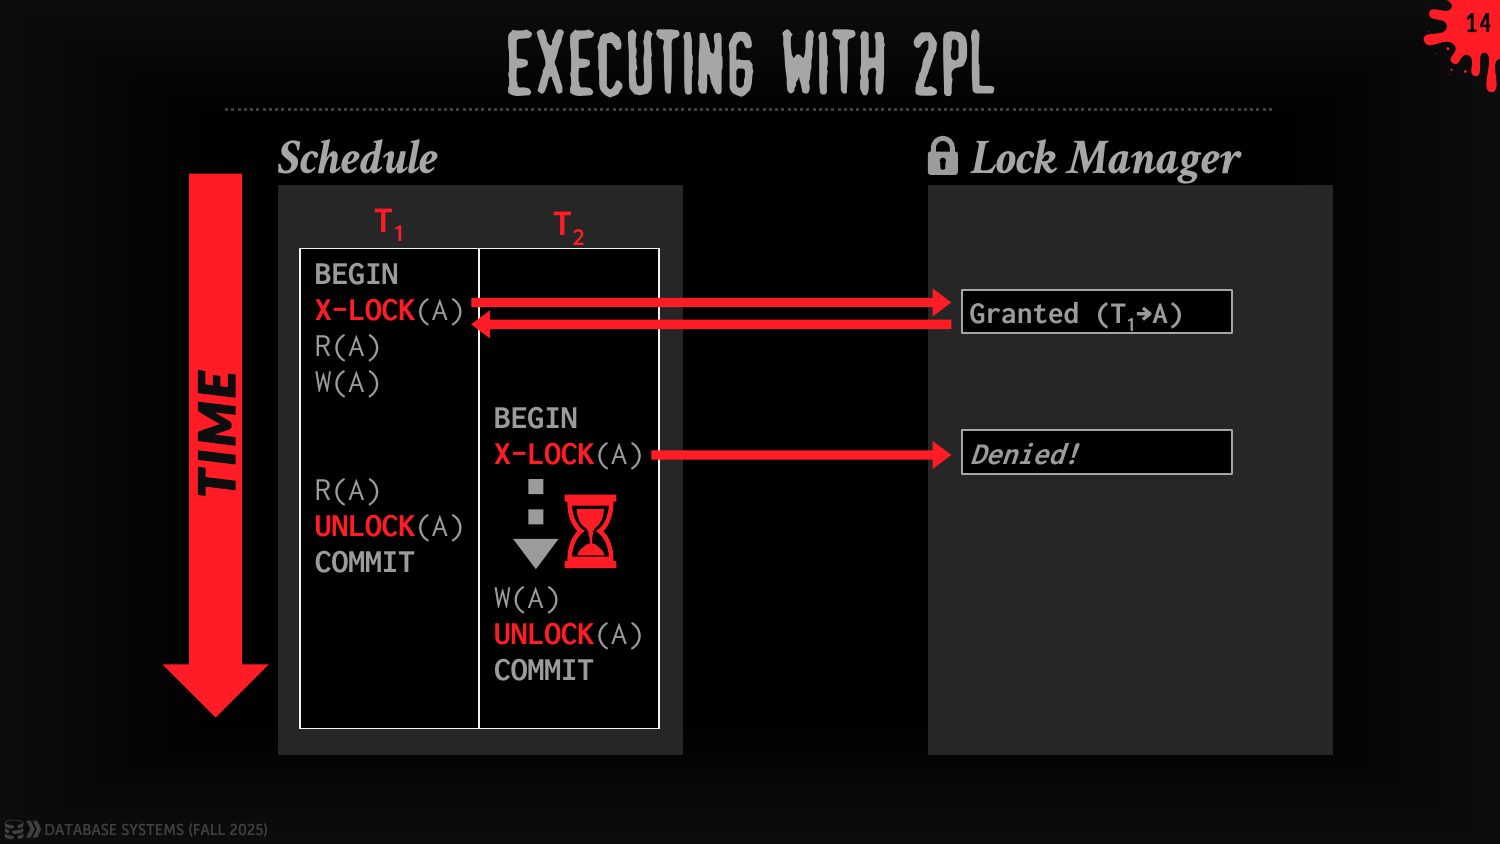 14
EXECUTING WITH 2PL
Schedule
Lock Manager
TIME
T1
T2
BEGIN
X-LOCK(A)
Granted (T1→A)
R(A)
W(A)
BEGIN
X-LOCK(A)
Denied!
R(A)
UNLOCK(A)
COMMIT
W(A)
UNLOCK(A)
COMMIT
DATABASE SYSTEMS (FALL 2025)